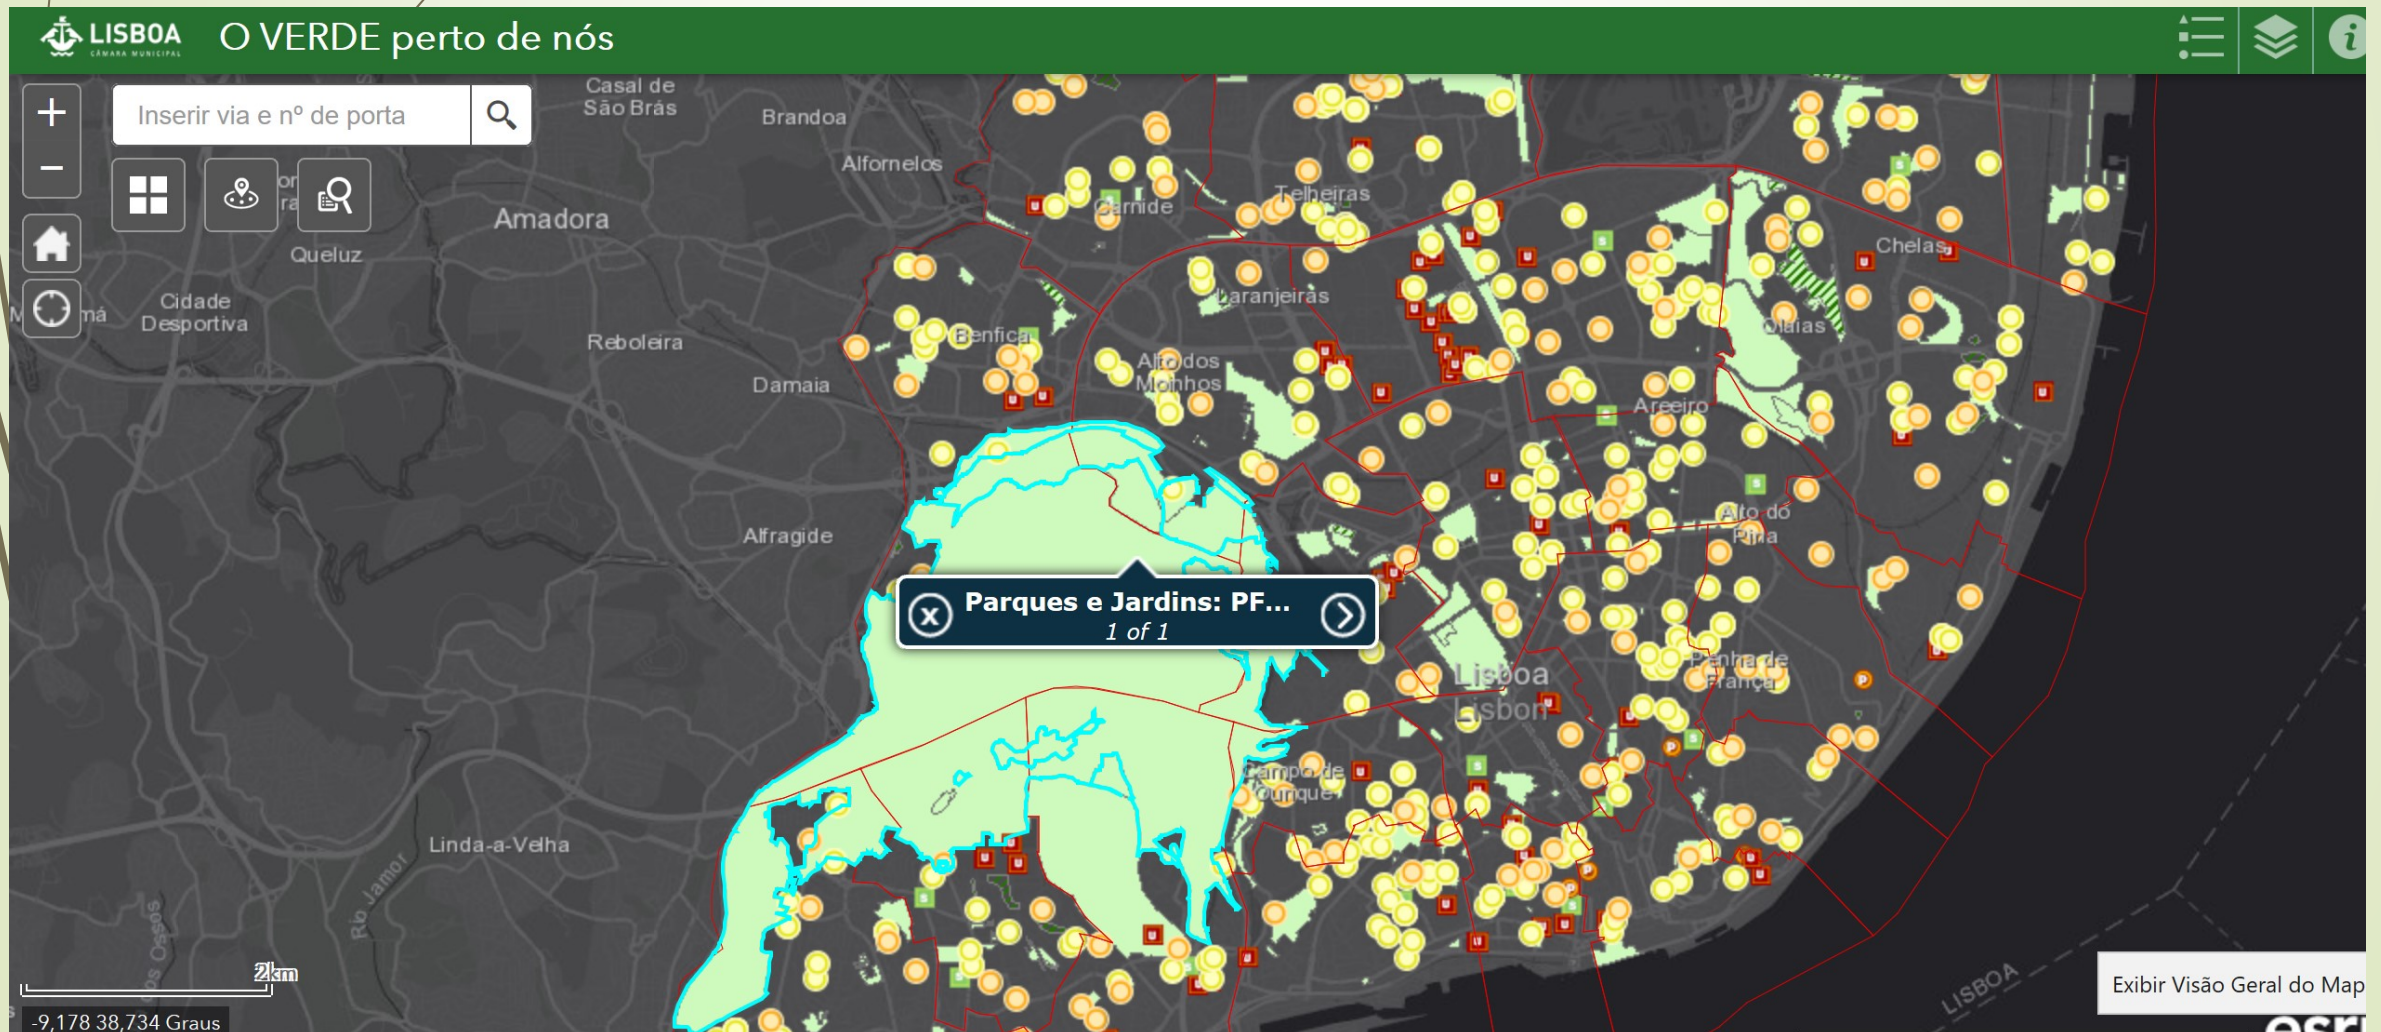 LISBOA
CÂMARA MUNICIPAL
O VERDE perto de nós
Inserir via e nº de porta
Casal de
São Brás
Brandoa
Alfornelos
Amadora
Queluz
Cidade
Desportiva
Reboleira
Damaia
Alfragide
Linda-a-Velha
Rio Jamor
Carnide
Telheiras
Benfica
Laranjeiras
Alto dos
Moinhos
Chelas
Olaias
Areeiro
Alto do
Pina
Penha de
França
Lisboa
Lisbon
Campo de
Ourique
Parques e Jardins: PF...
1 of 1
2km
-9,178 38,734 Graus
LISBOA
Exibir Visão Geral do Map